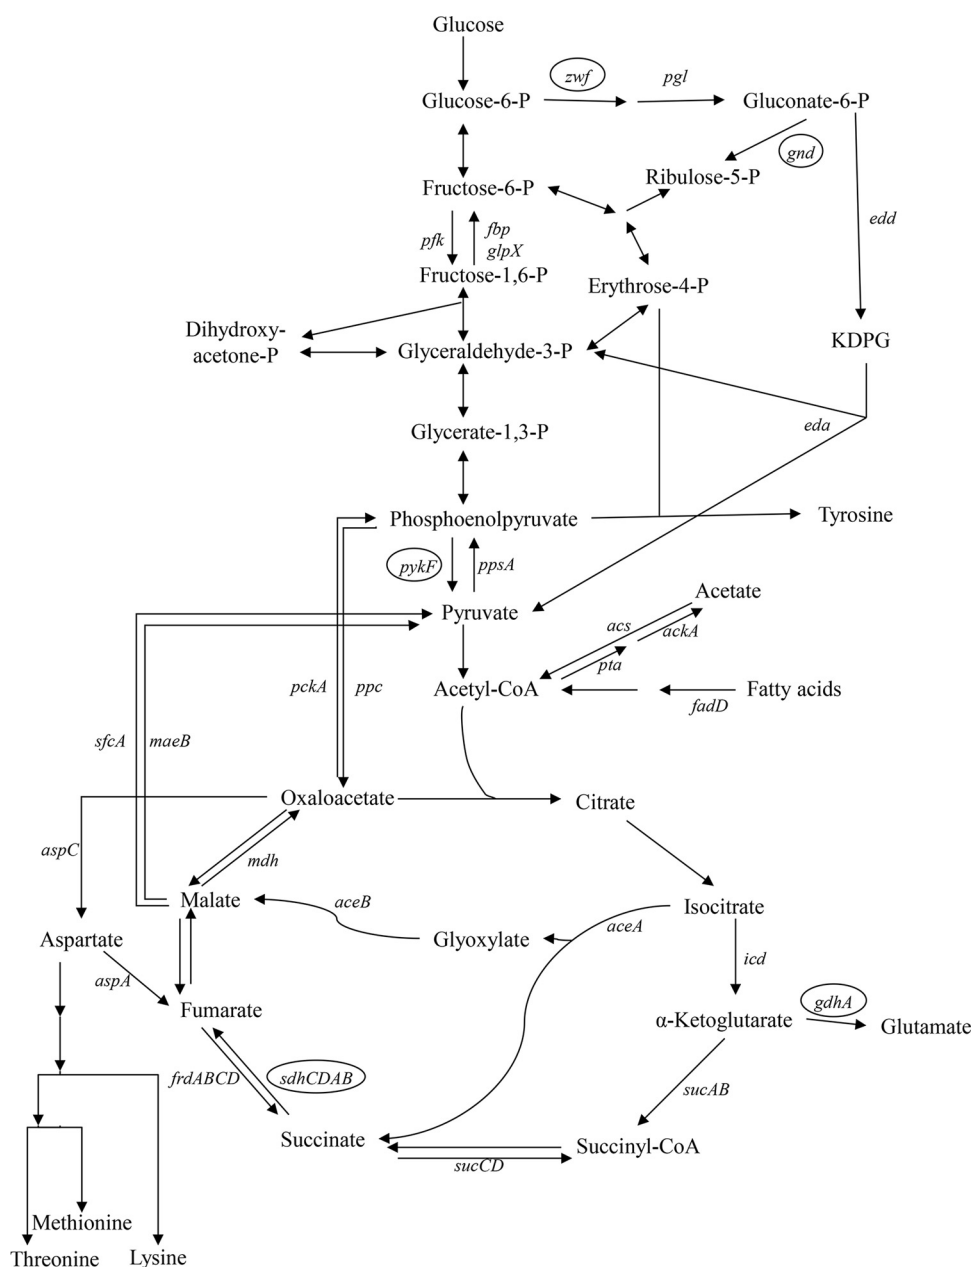 Glucose
zwf
pgl
Glucose-6-P
Gluconate-6-P
gnd
Ribulose-5-P
Fructose-6-P
edd
pfk
fbp
glpX
Fructose-1,6-P
Erythrose-4-P
Dihydroxy-
acetone-P
Glyceraldehyde-3-P
KDPG
eda
Glycerate-1,3-P
Phosphoenolpyruvate
Tyrosine
pykF
ppsA
Acetate
Pyruvate
acs
ackA
pta
pckA
ppc
Acetyl-CoA
Fatty acids
fadD
sfcA
maeB
Oxaloacetate
Citrate
aspC
mdh
Malate
aceB
Isocitrate
aceA
Aspartate
Glyoxylate
icd
aspA
Fumarate
α-Ketoglutarate
gdhA
Glutamate
frdABCD
sdhCDAB
sucAB
Succinate
Succinyl-CoA
sucCD
Methionine
Threonine
Lysine